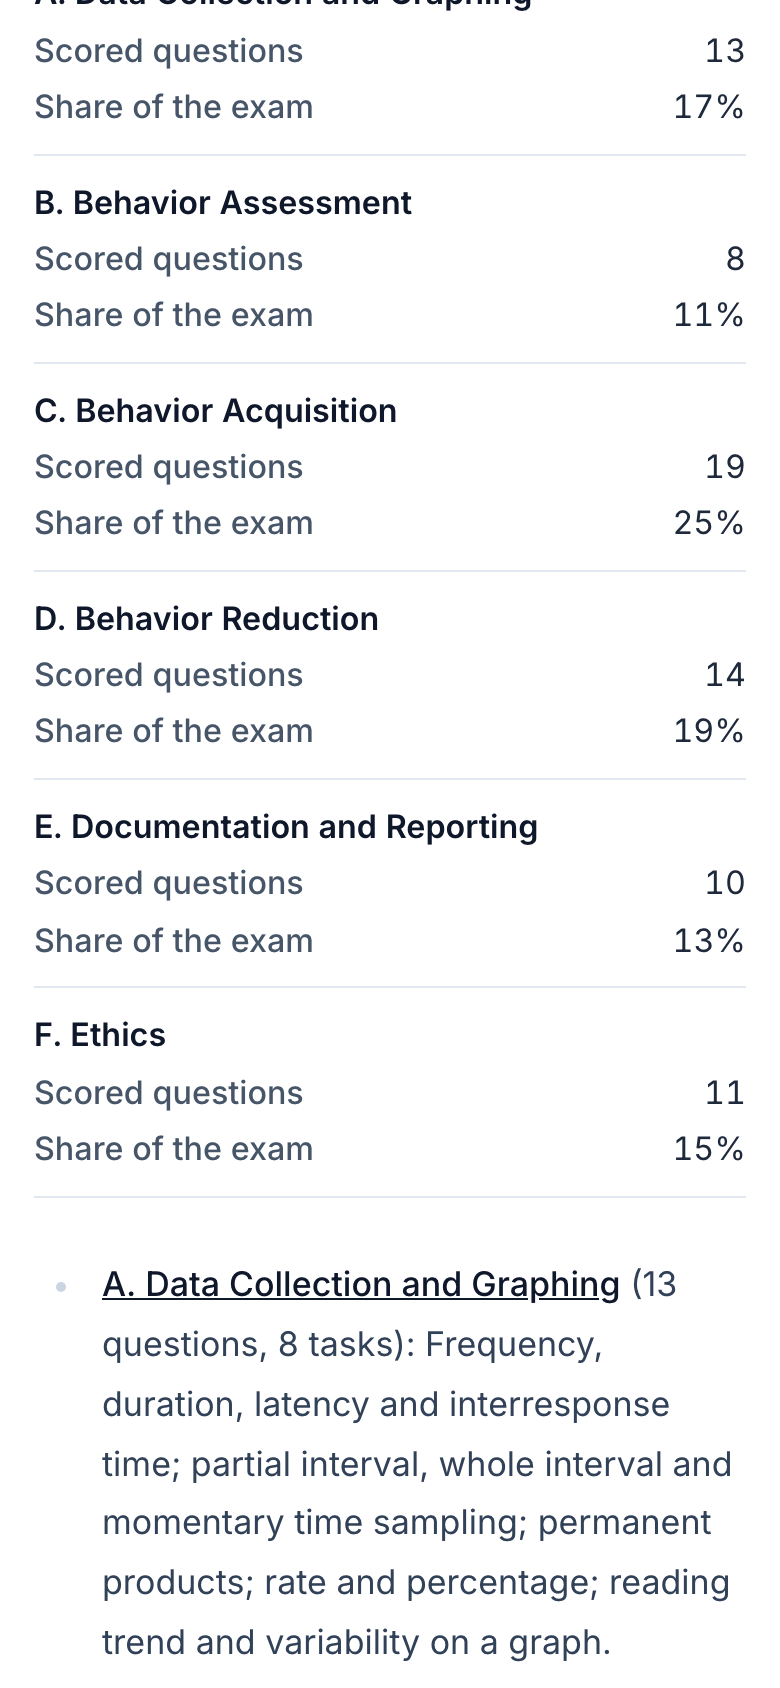 A. Data Collection and Graphing
Scored questions 13
Share of the exam 17%
B. Behavior Assessment
Scored questions 8
Share of the exam 11%
C. Behavior Acquisition
Scored questions 19
Share of the exam 25%
D. Behavior Reduction
Scored questions 14
Share of the exam 19%
E. Documentation and Reporting
Scored questions 10
Share of the exam 13%
F. Ethics
Scored questions 11
Share of the exam 15%
• A. Data Collection and Graphing (13
questions, 8 tasks): Frequency,
duration, latency and interresponse
time; partial interval, whole interval and
momentary time sampling; permanent
products; rate and percentage; reading
trend and variability on a graph.